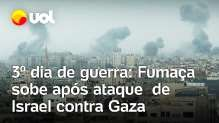 uol
3º dia de guerra: Fumaça
sobe após ataque de
Israel contra Gaza